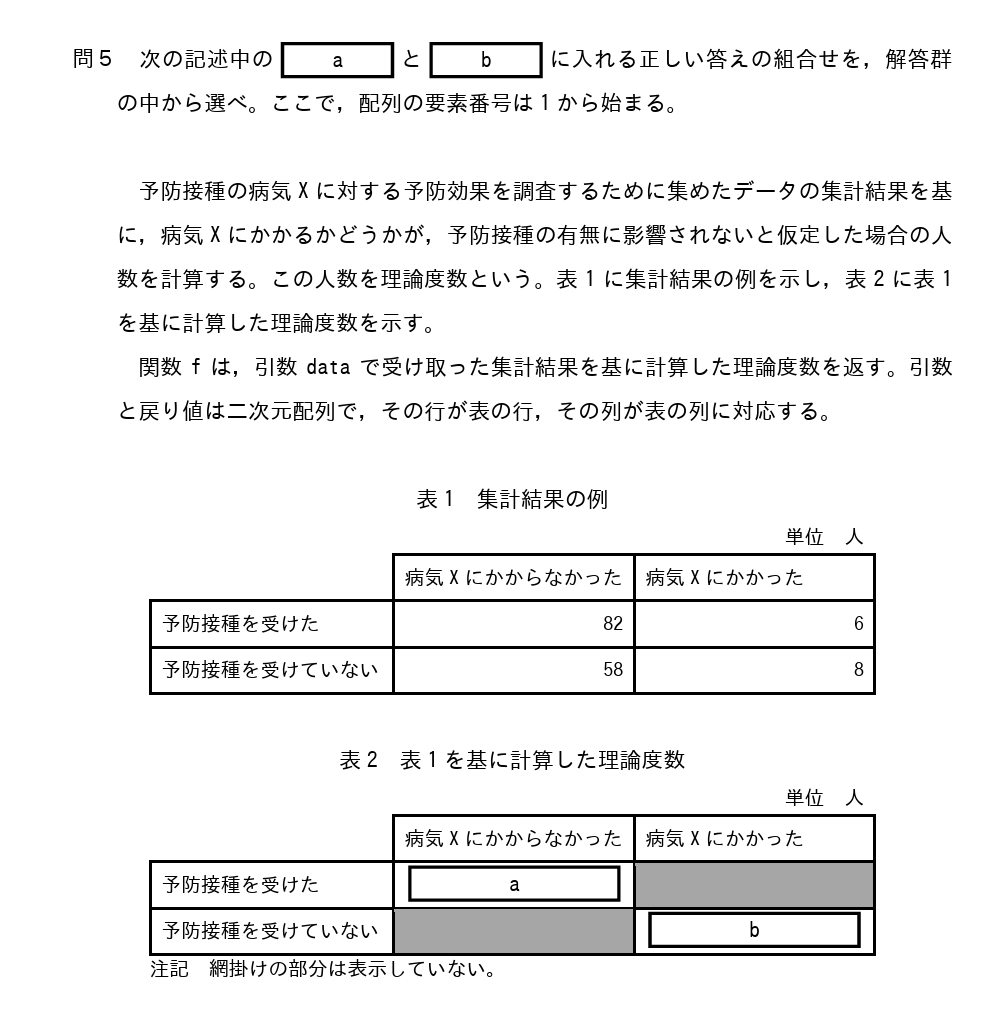 問５　次の記述中の a と b に入れる正しい答えの組合せを，解答群
の中から選べ。ここで，配列の要素番号は 1 から始まる。
予防接種の病気 X に対する予防効果を調査するために集めたデータの集計結果を基
に，病気 X にかかるかどうかが，予防接種の有無に影響されないと仮定した場合の人
数を計算する。この人数を理論度数という。表 1 に集計結果の例を示し，表 2 に表 1
を基に計算した理論度数を示す。
関数 f は，引数 data で受け取った集計結果を基に計算した理論度数を返す。引数
と戻り値は二次元配列で，その行が表の行，その列が表の列に対応する。
表 1　集計結果の例
単位　人
病気 X にかからなかった 病気 X にかかった
予防接種を受けた 82 6
予防接種を受けていない 58 8
表 2　表 1 を基に計算した理論度数
単位　人
病気 X にかからなかった 病気 X にかかった
予防接種を受けた a
予防接種を受けていない b
注記　網掛けの部分は表示していない。